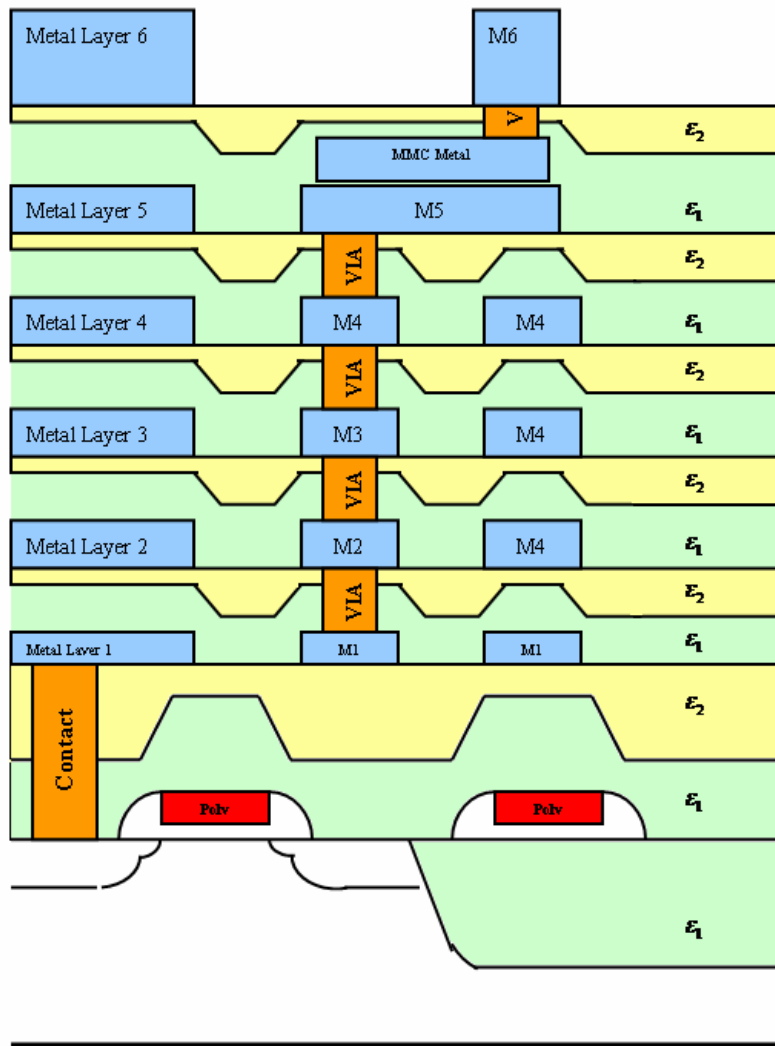 Metal Layer 6
M6
V
ε2
MMC Metal
Metal Layer 5
M5
ε1
VIA
ε2
Metal Layer 4
M4
M4
ε1
VIA
ε2
Metal Layer 3
M3
M4
ε1
VIA
ε2
Metal Layer 2
M2
M4
ε1
VIA
ε2
Metal Layer 1
M1
M1
ε1
Contact
ε2
Poly
Poly
ε1
ε1